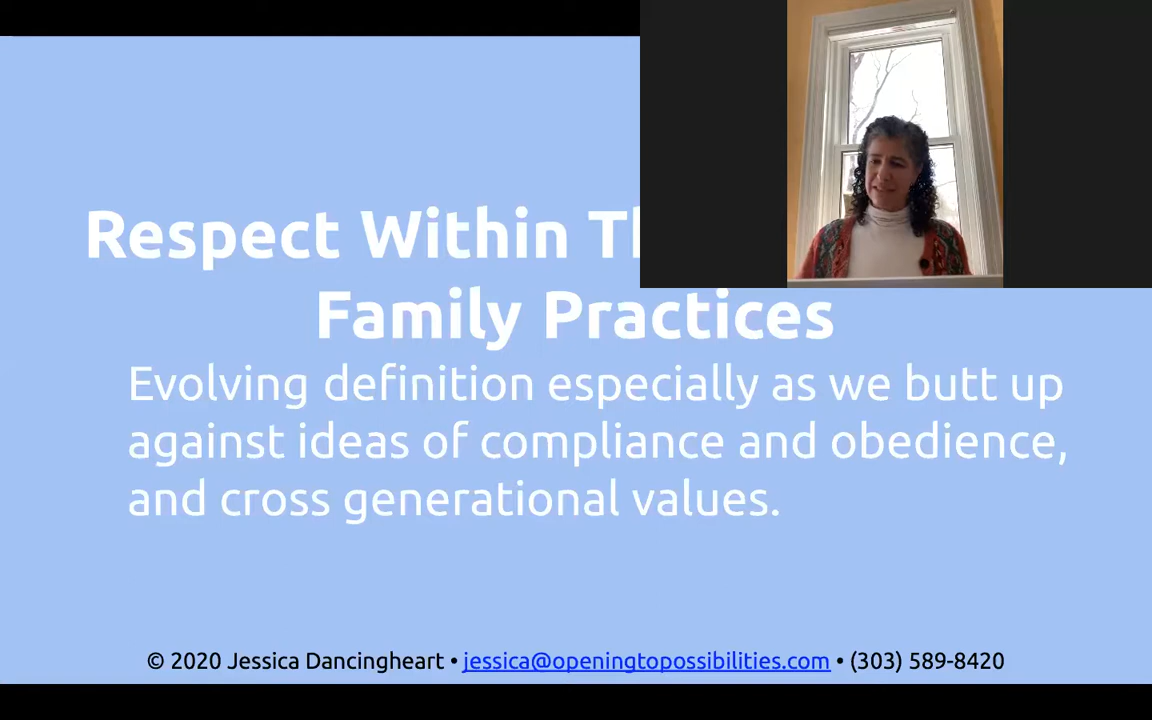 Respect Within
Family Practices
Evolving definition especially as we butt up
against ideas of compliance and obedience,
and cross generational values.
© 2020 Jessica Dancingheart • jessica@openingtopossibilities.com • (303) 589-8420